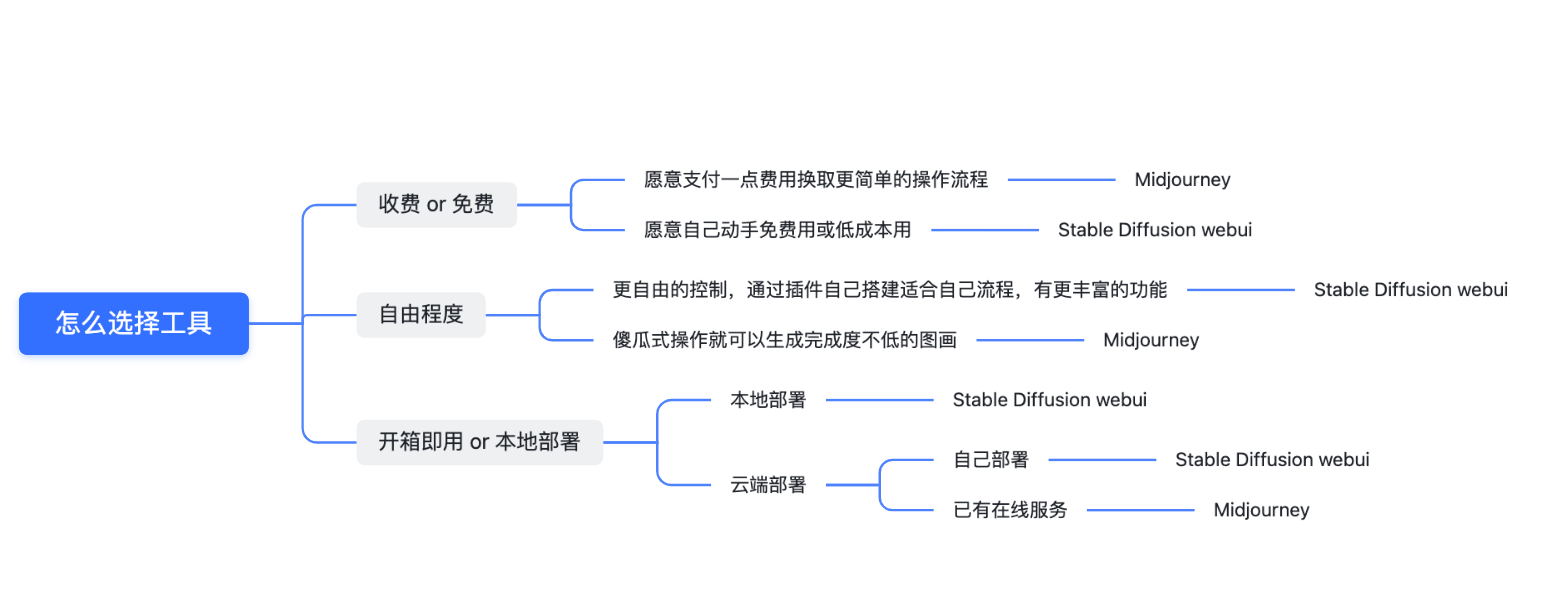 怎么选择工具
收费 or 免费
愿意支付一点费用换取更简单的操作流程
Midjourney
愿意自己动手免费用或低成本用
Stable Diffusion webui
自由程度
更自由的控制，通过插件自己搭建适合自己流程，有更丰富的功能
Stable Diffusion webui
傻瓜式操作就可以生成完成度不低的图画
Midjourney
开箱即用 or 本地部署
本地部署
Stable Diffusion webui
云端部署
自己部署
Stable Diffusion webui
已有在线服务
Midjourney